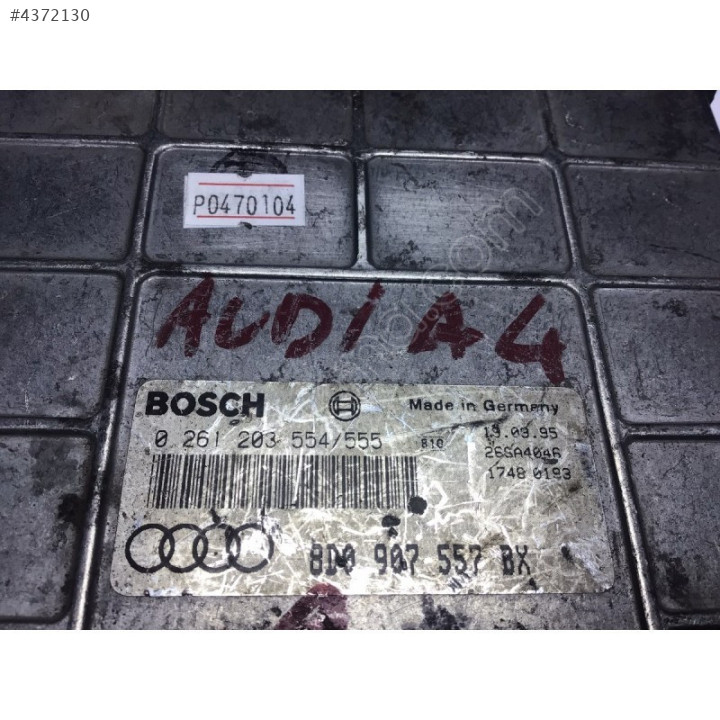 #4372130
P0470104
AUDİ A4
BOSCH Made in Germany
0 261 203 554/555 810 19.09.95
26SA4046
1748 0193
8D0 907 557 BX